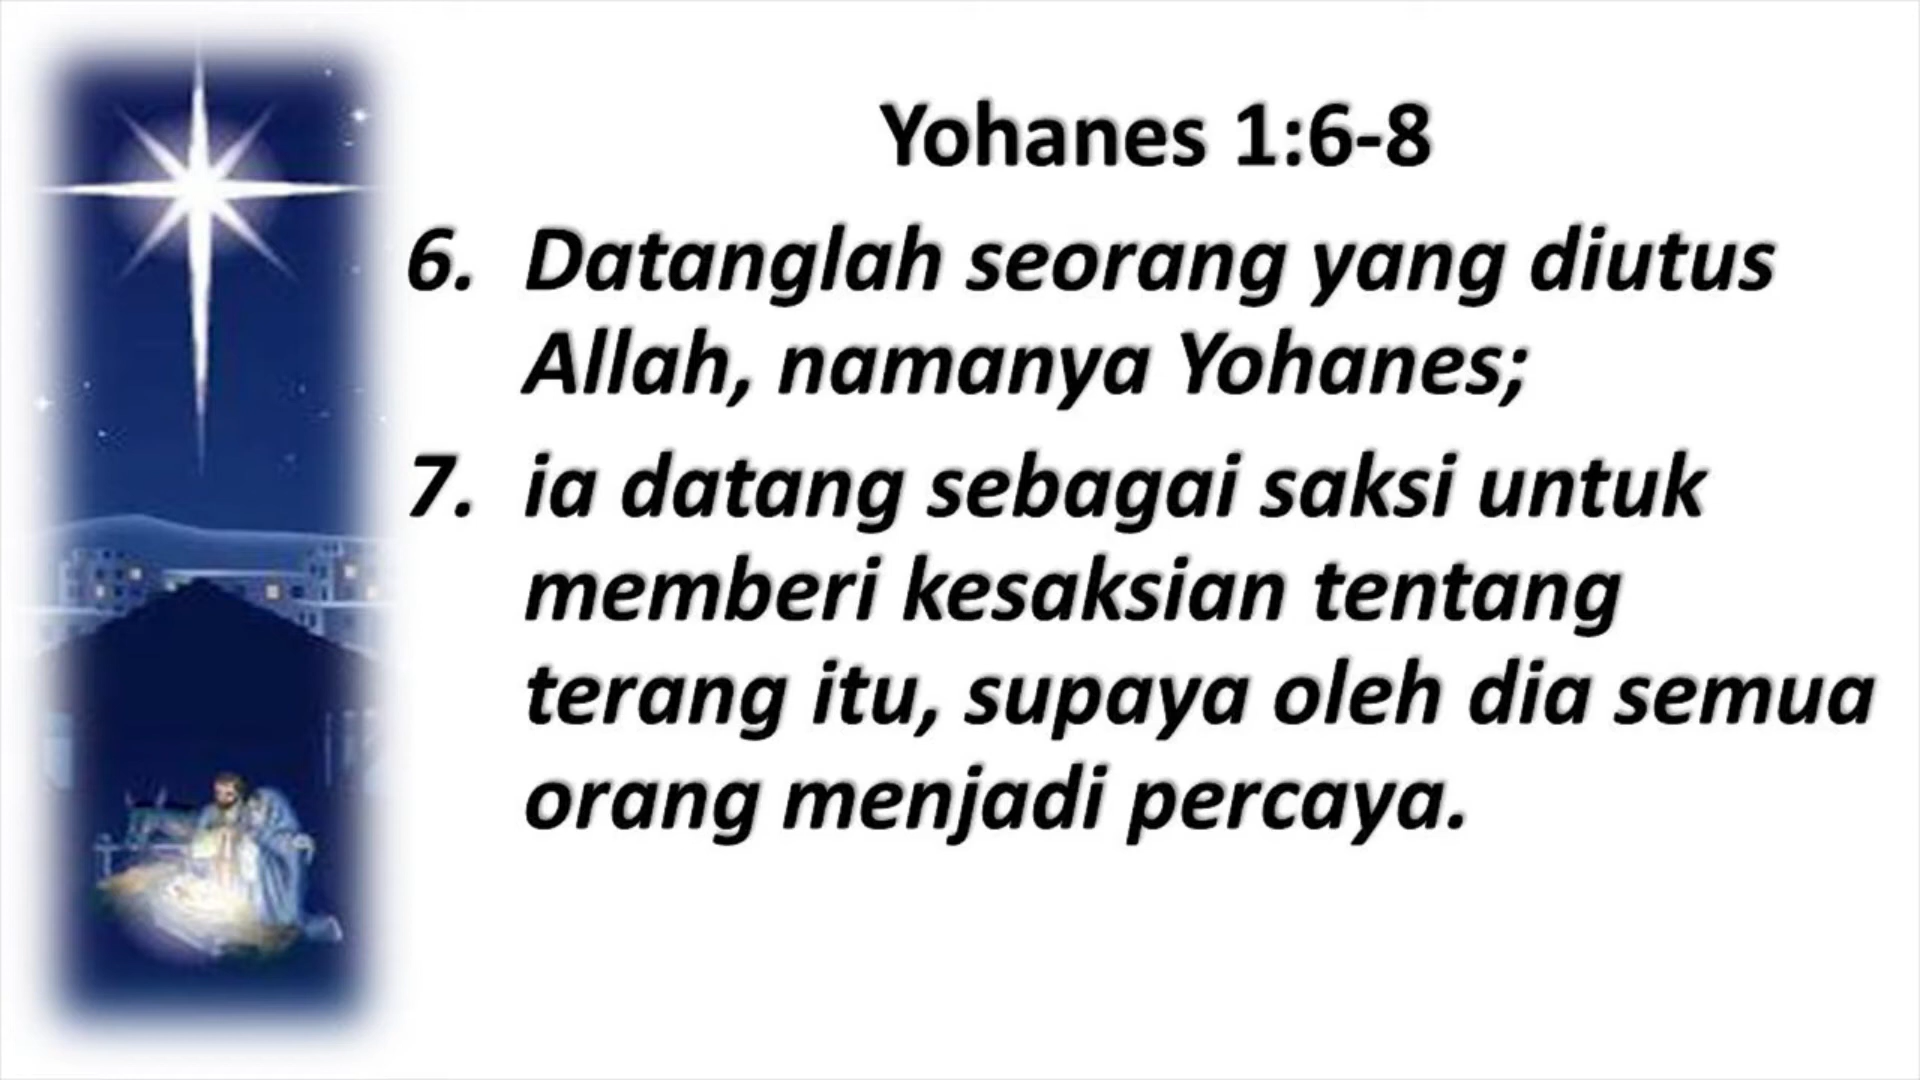 Yohanes 1:6-8
6. Datanglah seorang yang diutus
Allah, namanya Yohanes;
7. ia datang sebagai saksi untuk
memberi kesaksian tentang
terang itu, supaya oleh dia semua
orang menjadi percaya.